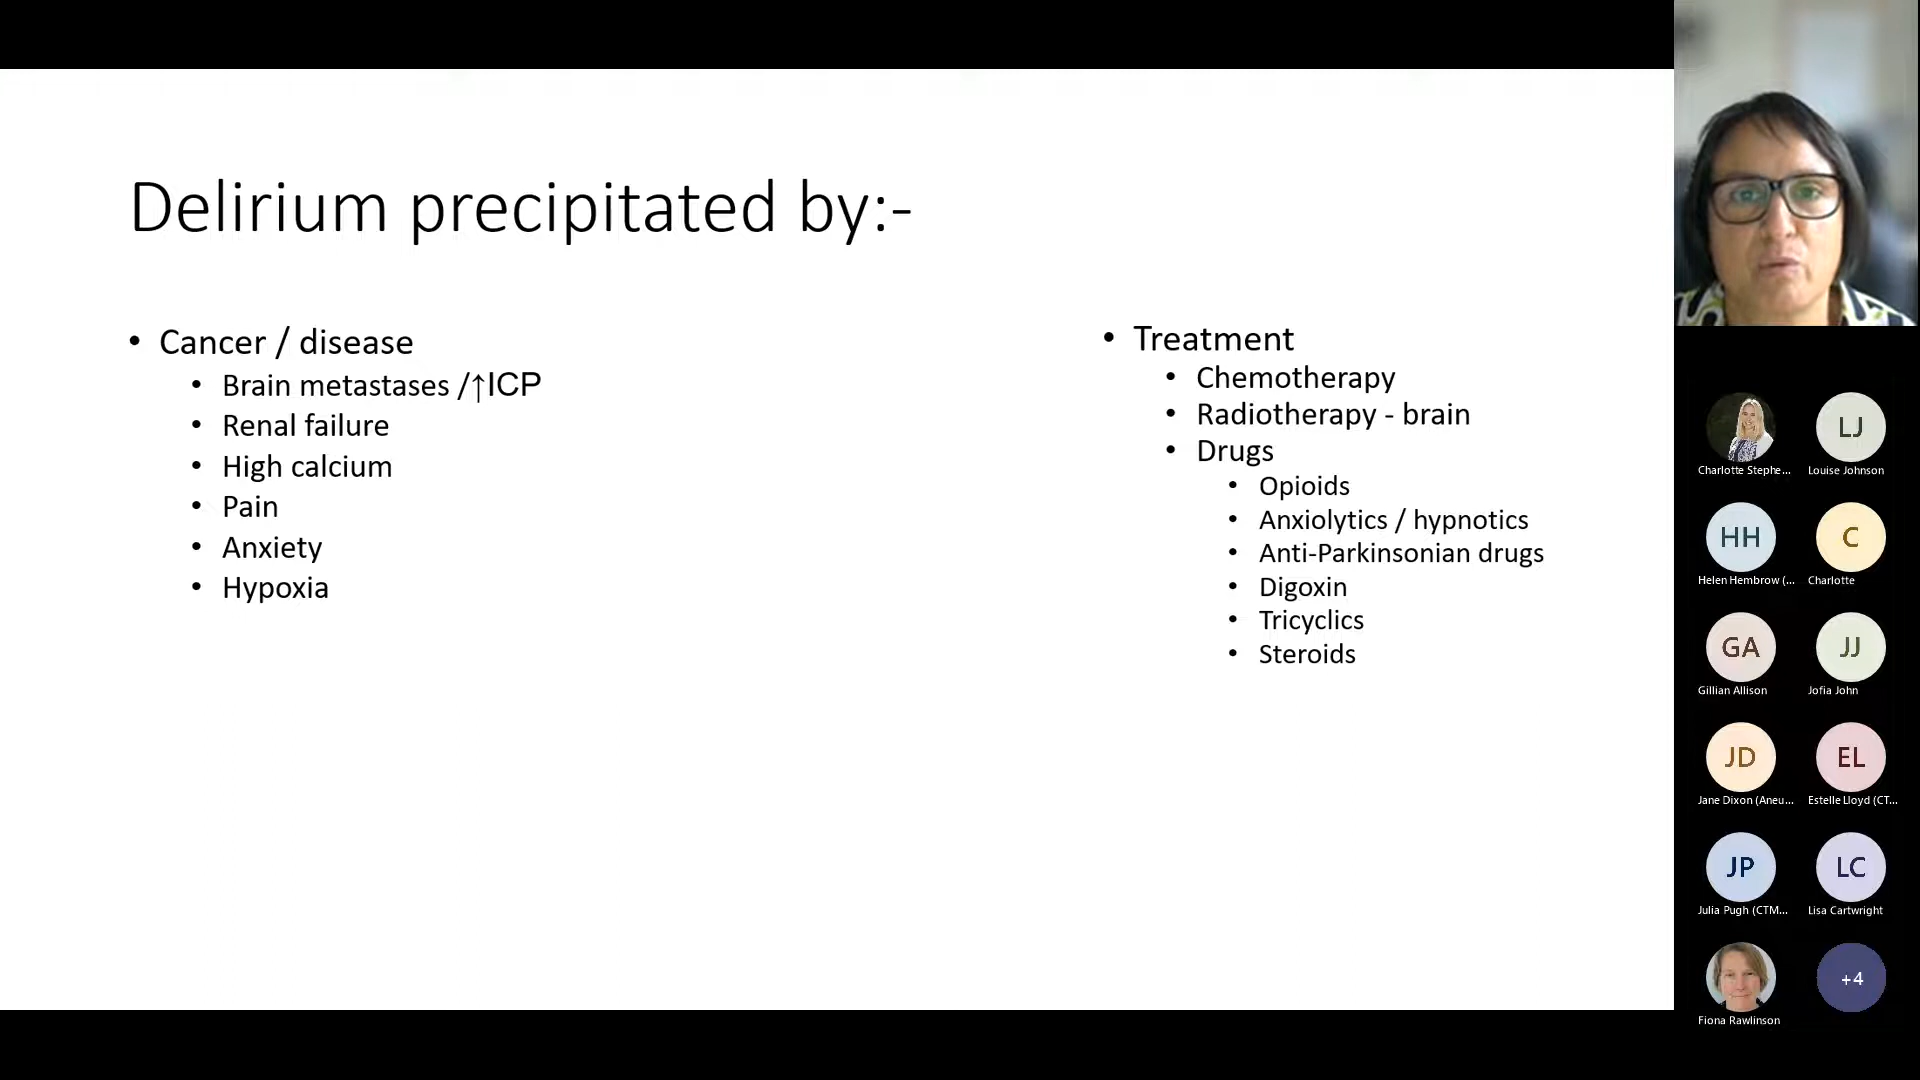 Delirium precipitated by:-
• Cancer / disease
• Brain metastases /↑ICP
• Renal failure
• High calcium
• Pain
• Anxiety
• Hypoxia
• Treatment
• Chemotherapy
• Radiotherapy - brain
• Drugs
• Opioids
• Anxiolytics / hypnotics
• Anti-Parkinsonian drugs
• Digoxin
• Tricyclics
• Steroids
Charlotte Stephe...
LJ
Louise Johnson
HH
Helen Hembrow (...
C
Charlotte
GA
Gillian Allison
JJ
Jofia John
JD
Jane Dixon (Aneu...
EL
Estelle Lloyd (CT...
JP
Julia Pugh (CTM...
LC
Lisa Cartwright
Fiona Rawlinson
+4